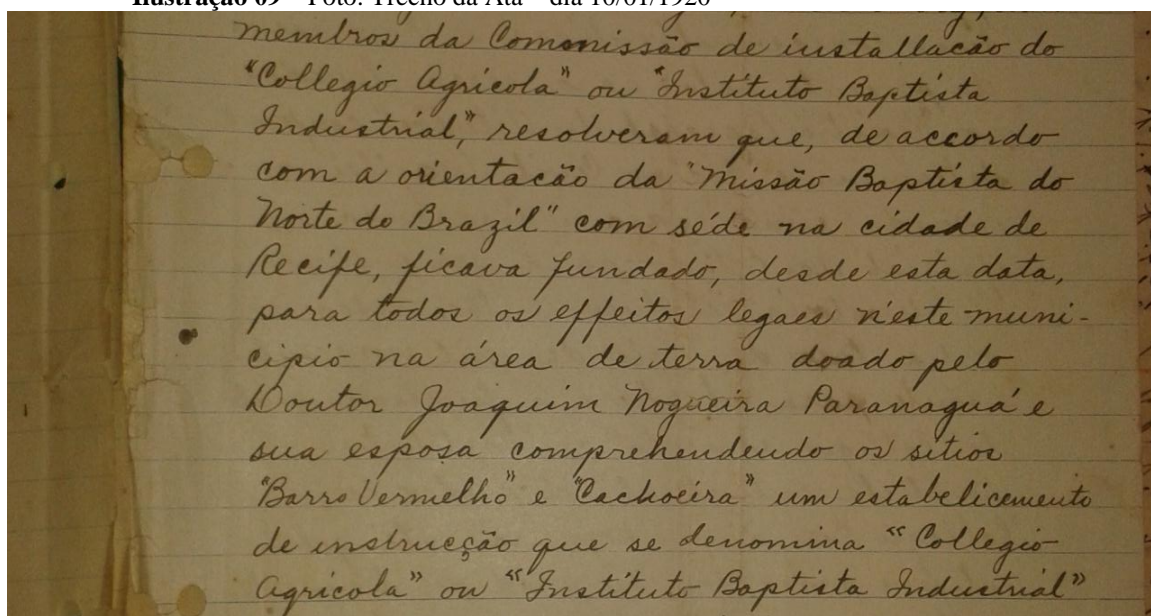 Ilustração 09 – Foto: Trecho da Ata – dia 10/01/1920
membros da Commissão de installacão do
"Collegio Agricola" ou "Instituto Baptista
Industrial", resolveram que, de accordo
com a orientacão da "Missão Baptista do
Norte do Brazil" com séde na cidade de
Recife, ficava fundado, desde esta data,
para todos os effeitos legaes n'este muni-
cipio na área de terra doado pelo
Doutor Joaquim Nogueira Paranaguá e
sua esposa comprehendendo os sitios
"Barro Vermelho" e "Cachoeira" um estabelicemento
de instrucção que se denomina "Collegio
Agricola" ou "Instituto Baptista Industrial"